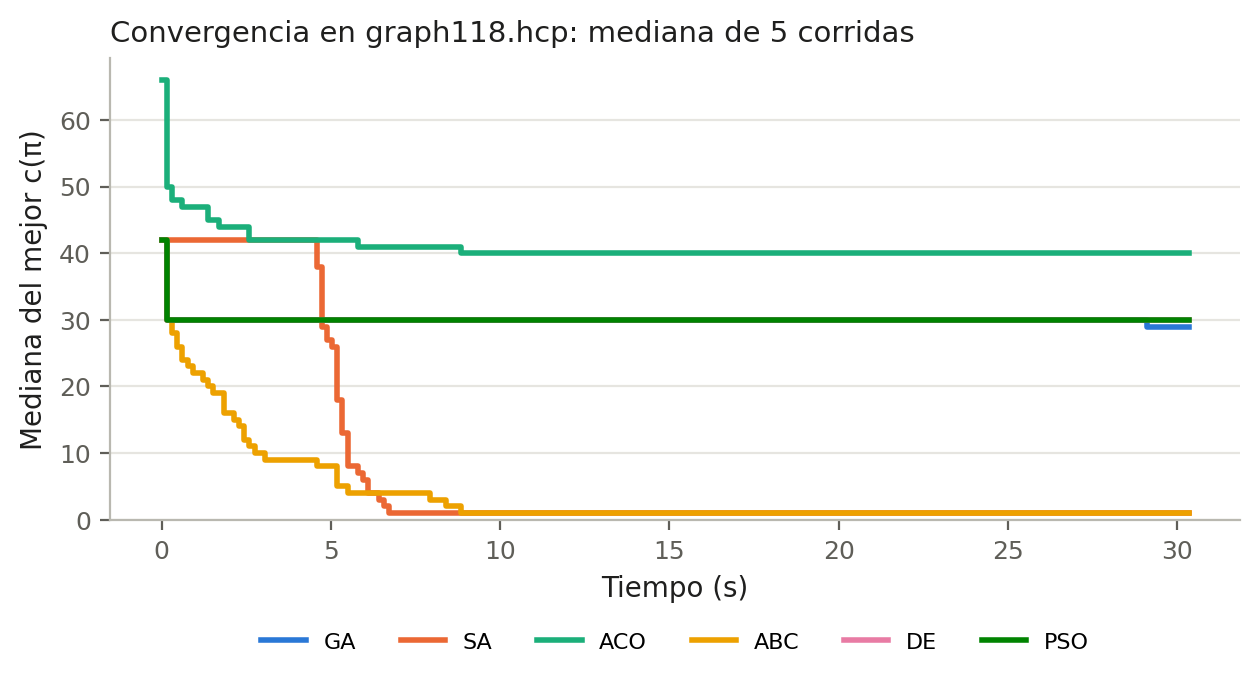 Convergencia en graph118.hcp: mediana de 5 corridas
Mediana del mejor c(π)
60
50
40
30
20
10
0
0 5 10 15 20 25 30
Tiempo (s)
GA SA ACO ABC DE PSO